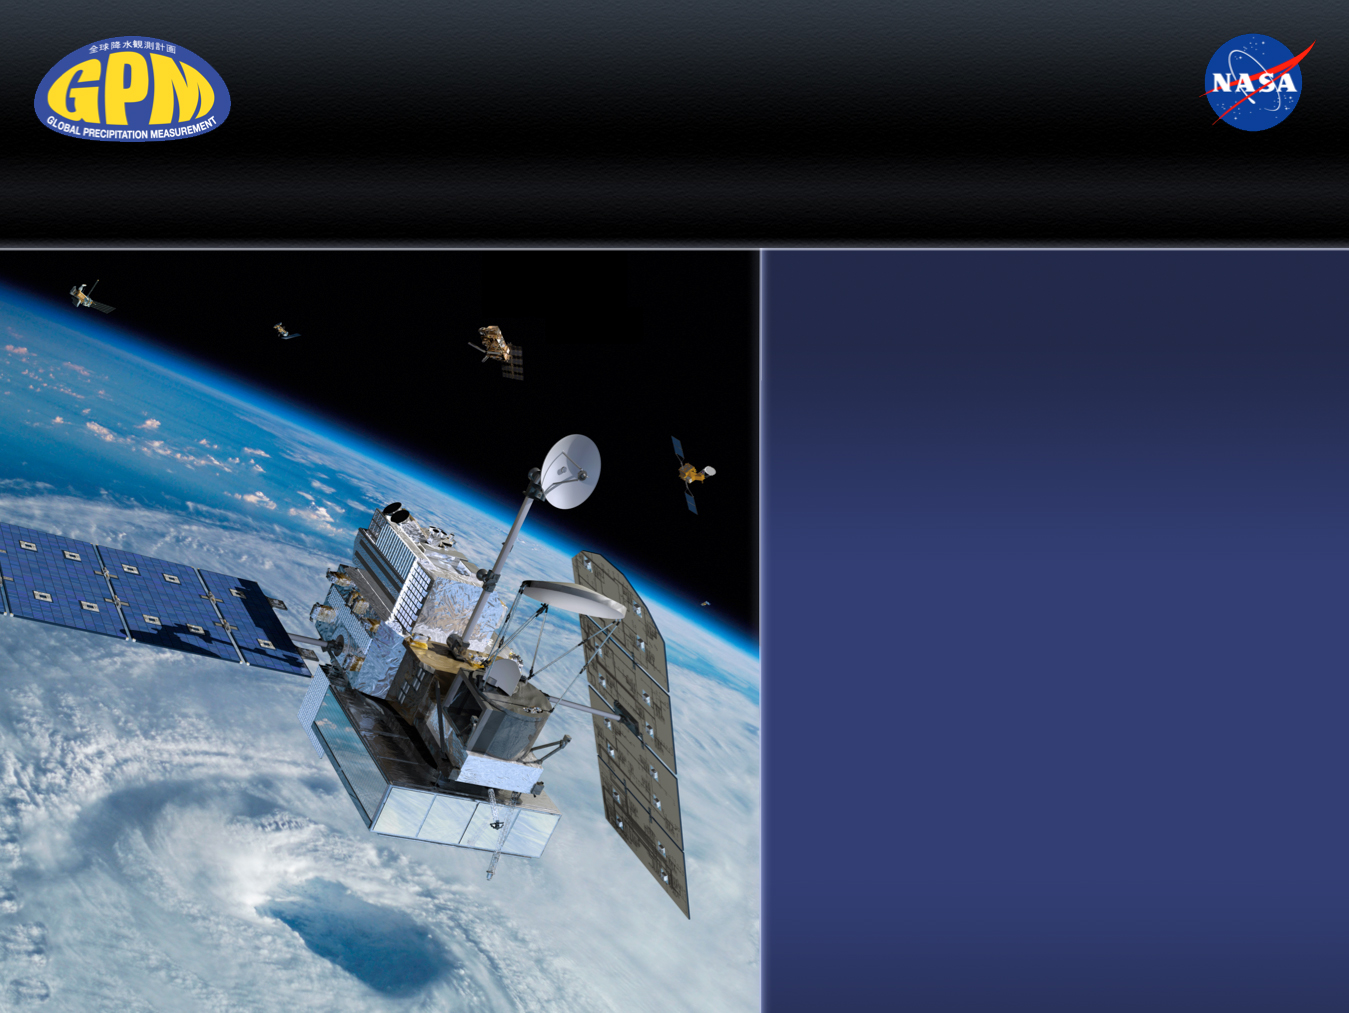 全球降水観測計画
GPM
GLOBAL PRECIPITATION MEASUREMENT
NASA